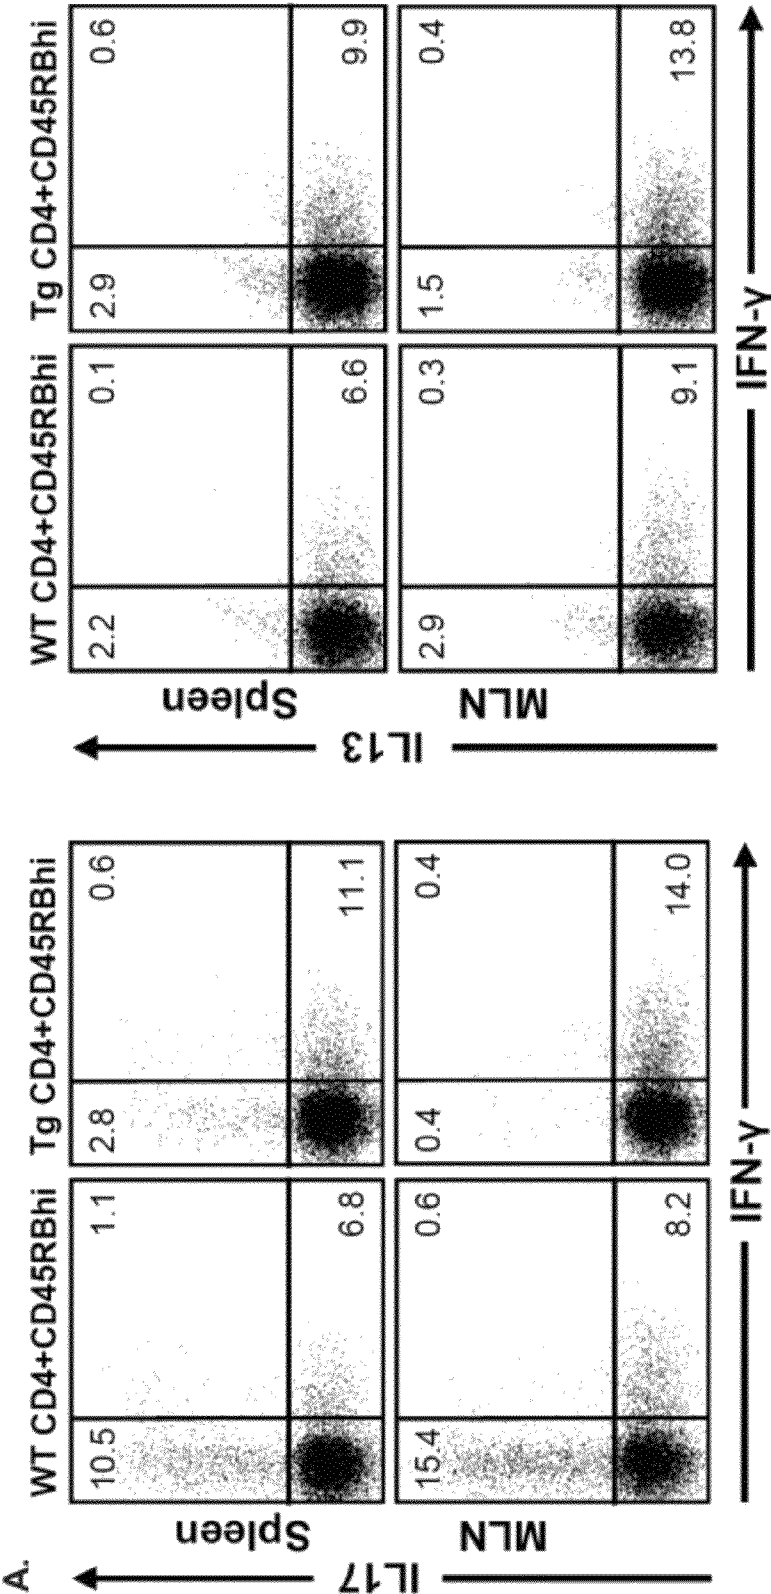 A.
WT CD4+CD45RBhi Tg CD4+CD45RBhi
IL17
Spleen
10.5 1.1
6.8
2.8 0.6
11.1
MLN
15.4 0.6
8.2
0.4 0.4
14.0
IFN-γ
WT CD4+CD45RBhi Tg CD4+CD45RBhi
IL13
Spleen
2.2 0.1
6.6
2.9 0.6
9.9
MLN
2.9 0.3
9.1
1.5 0.4
13.8
IFN-γ